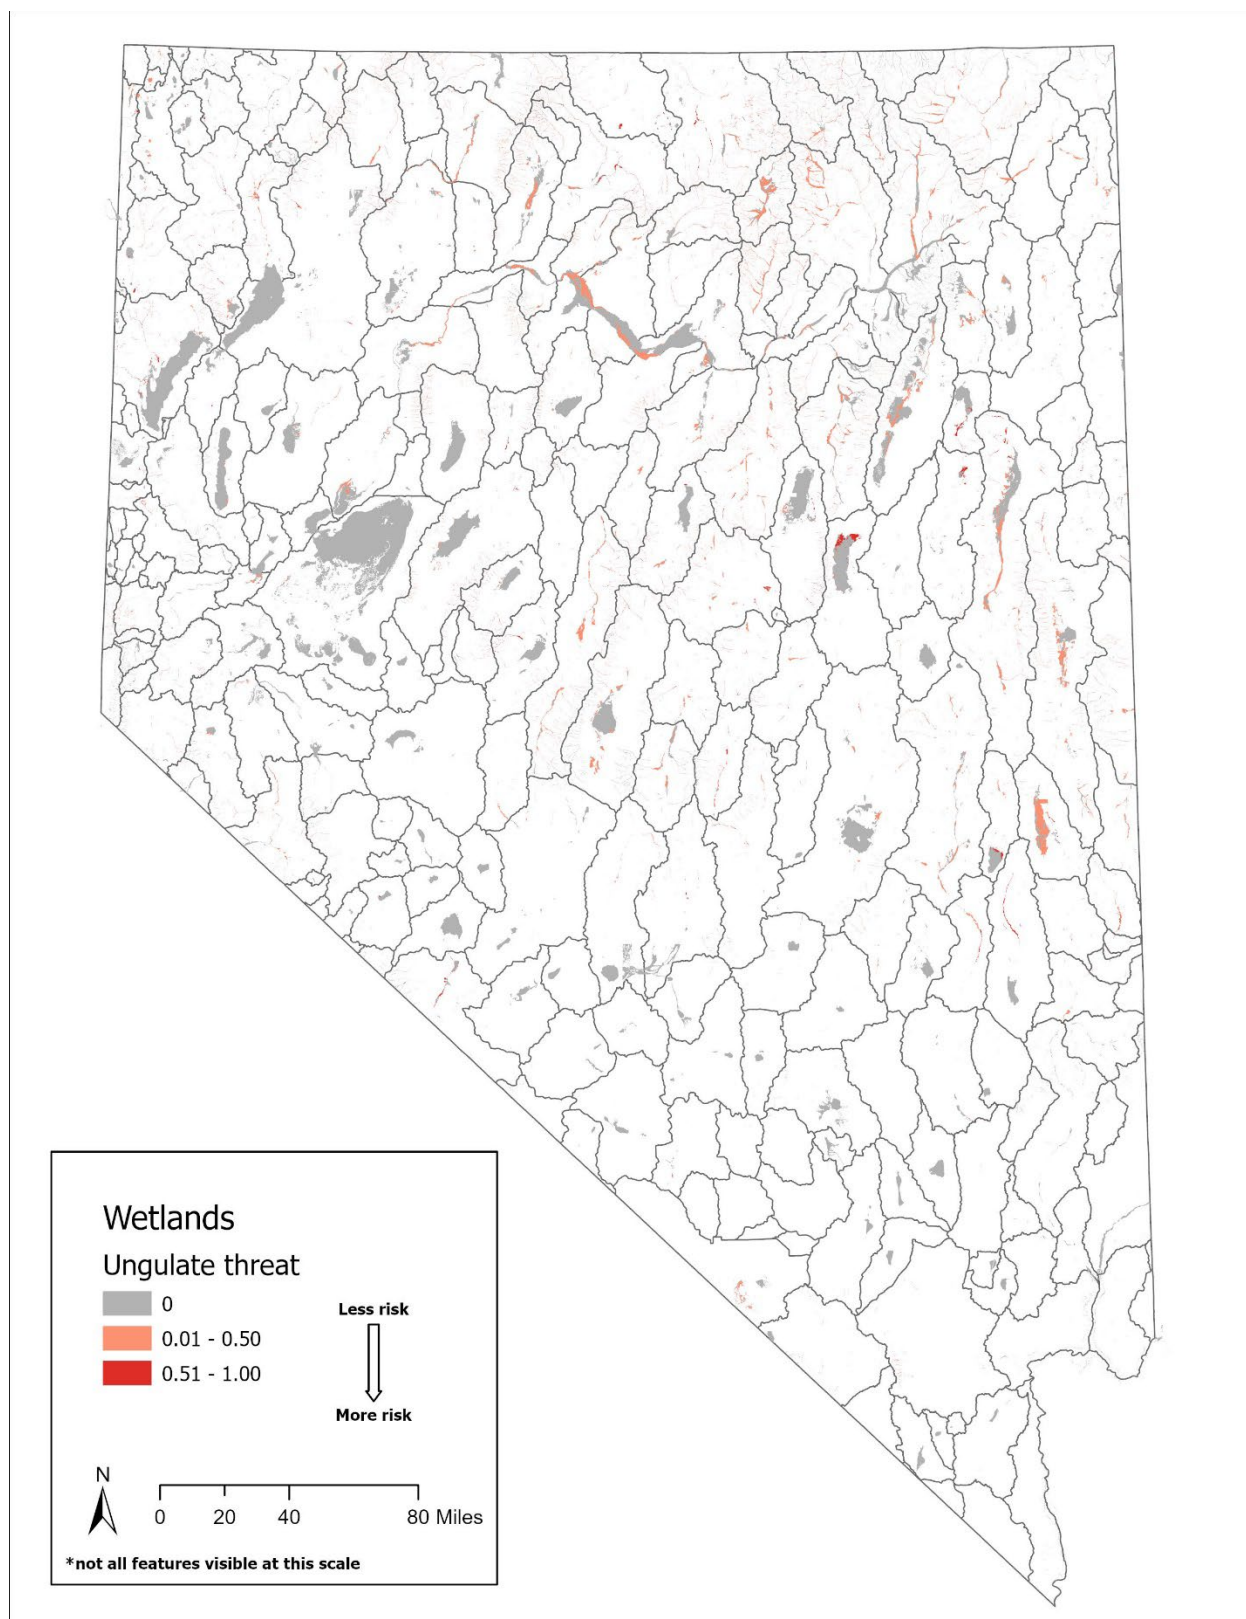 Wetlands
Ungulate threat
0
0.01 - 0.50
0.51 - 1.00
Less risk
More risk
N
0 20 40 80 Miles
*not all features visible at this scale